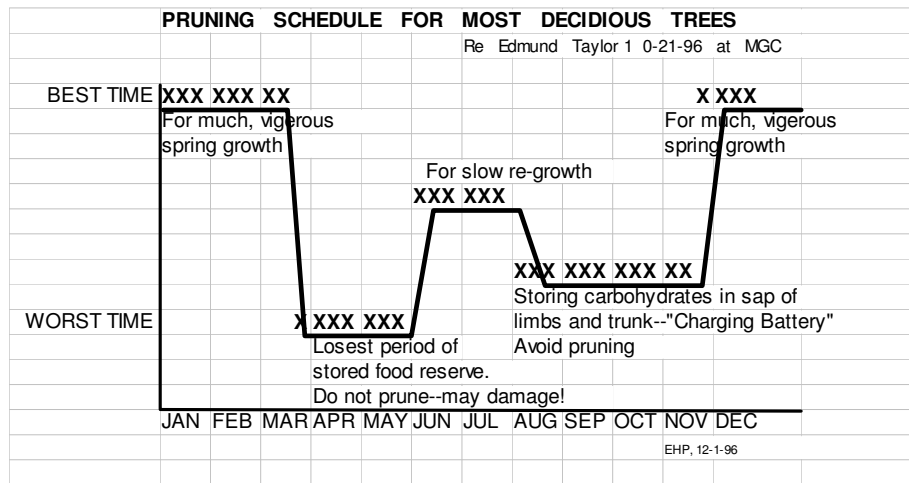 PRUNING SCHEDULE FOR MOST DECIDIOUS TREES
Re Edmund Taylor 1 0-21-96 at MGC
BEST TIME XXX XXX XX X XXX
For much, vigerous
spring growth
For much, vigerous
spring growth
For slow re-growth
XXX XXX
XXX XXX XXX XX
Storing carbohydrates in sap of
limbs and trunk--"Charging Battery"
Avoid pruning
WORST TIME X XXX XXX
Losest period of
stored food reserve.
Do not prune--may damage!
JAN FEB MAR APR MAY JUN JUL AUG SEP OCT NOV DEC
EHP, 12-1-96